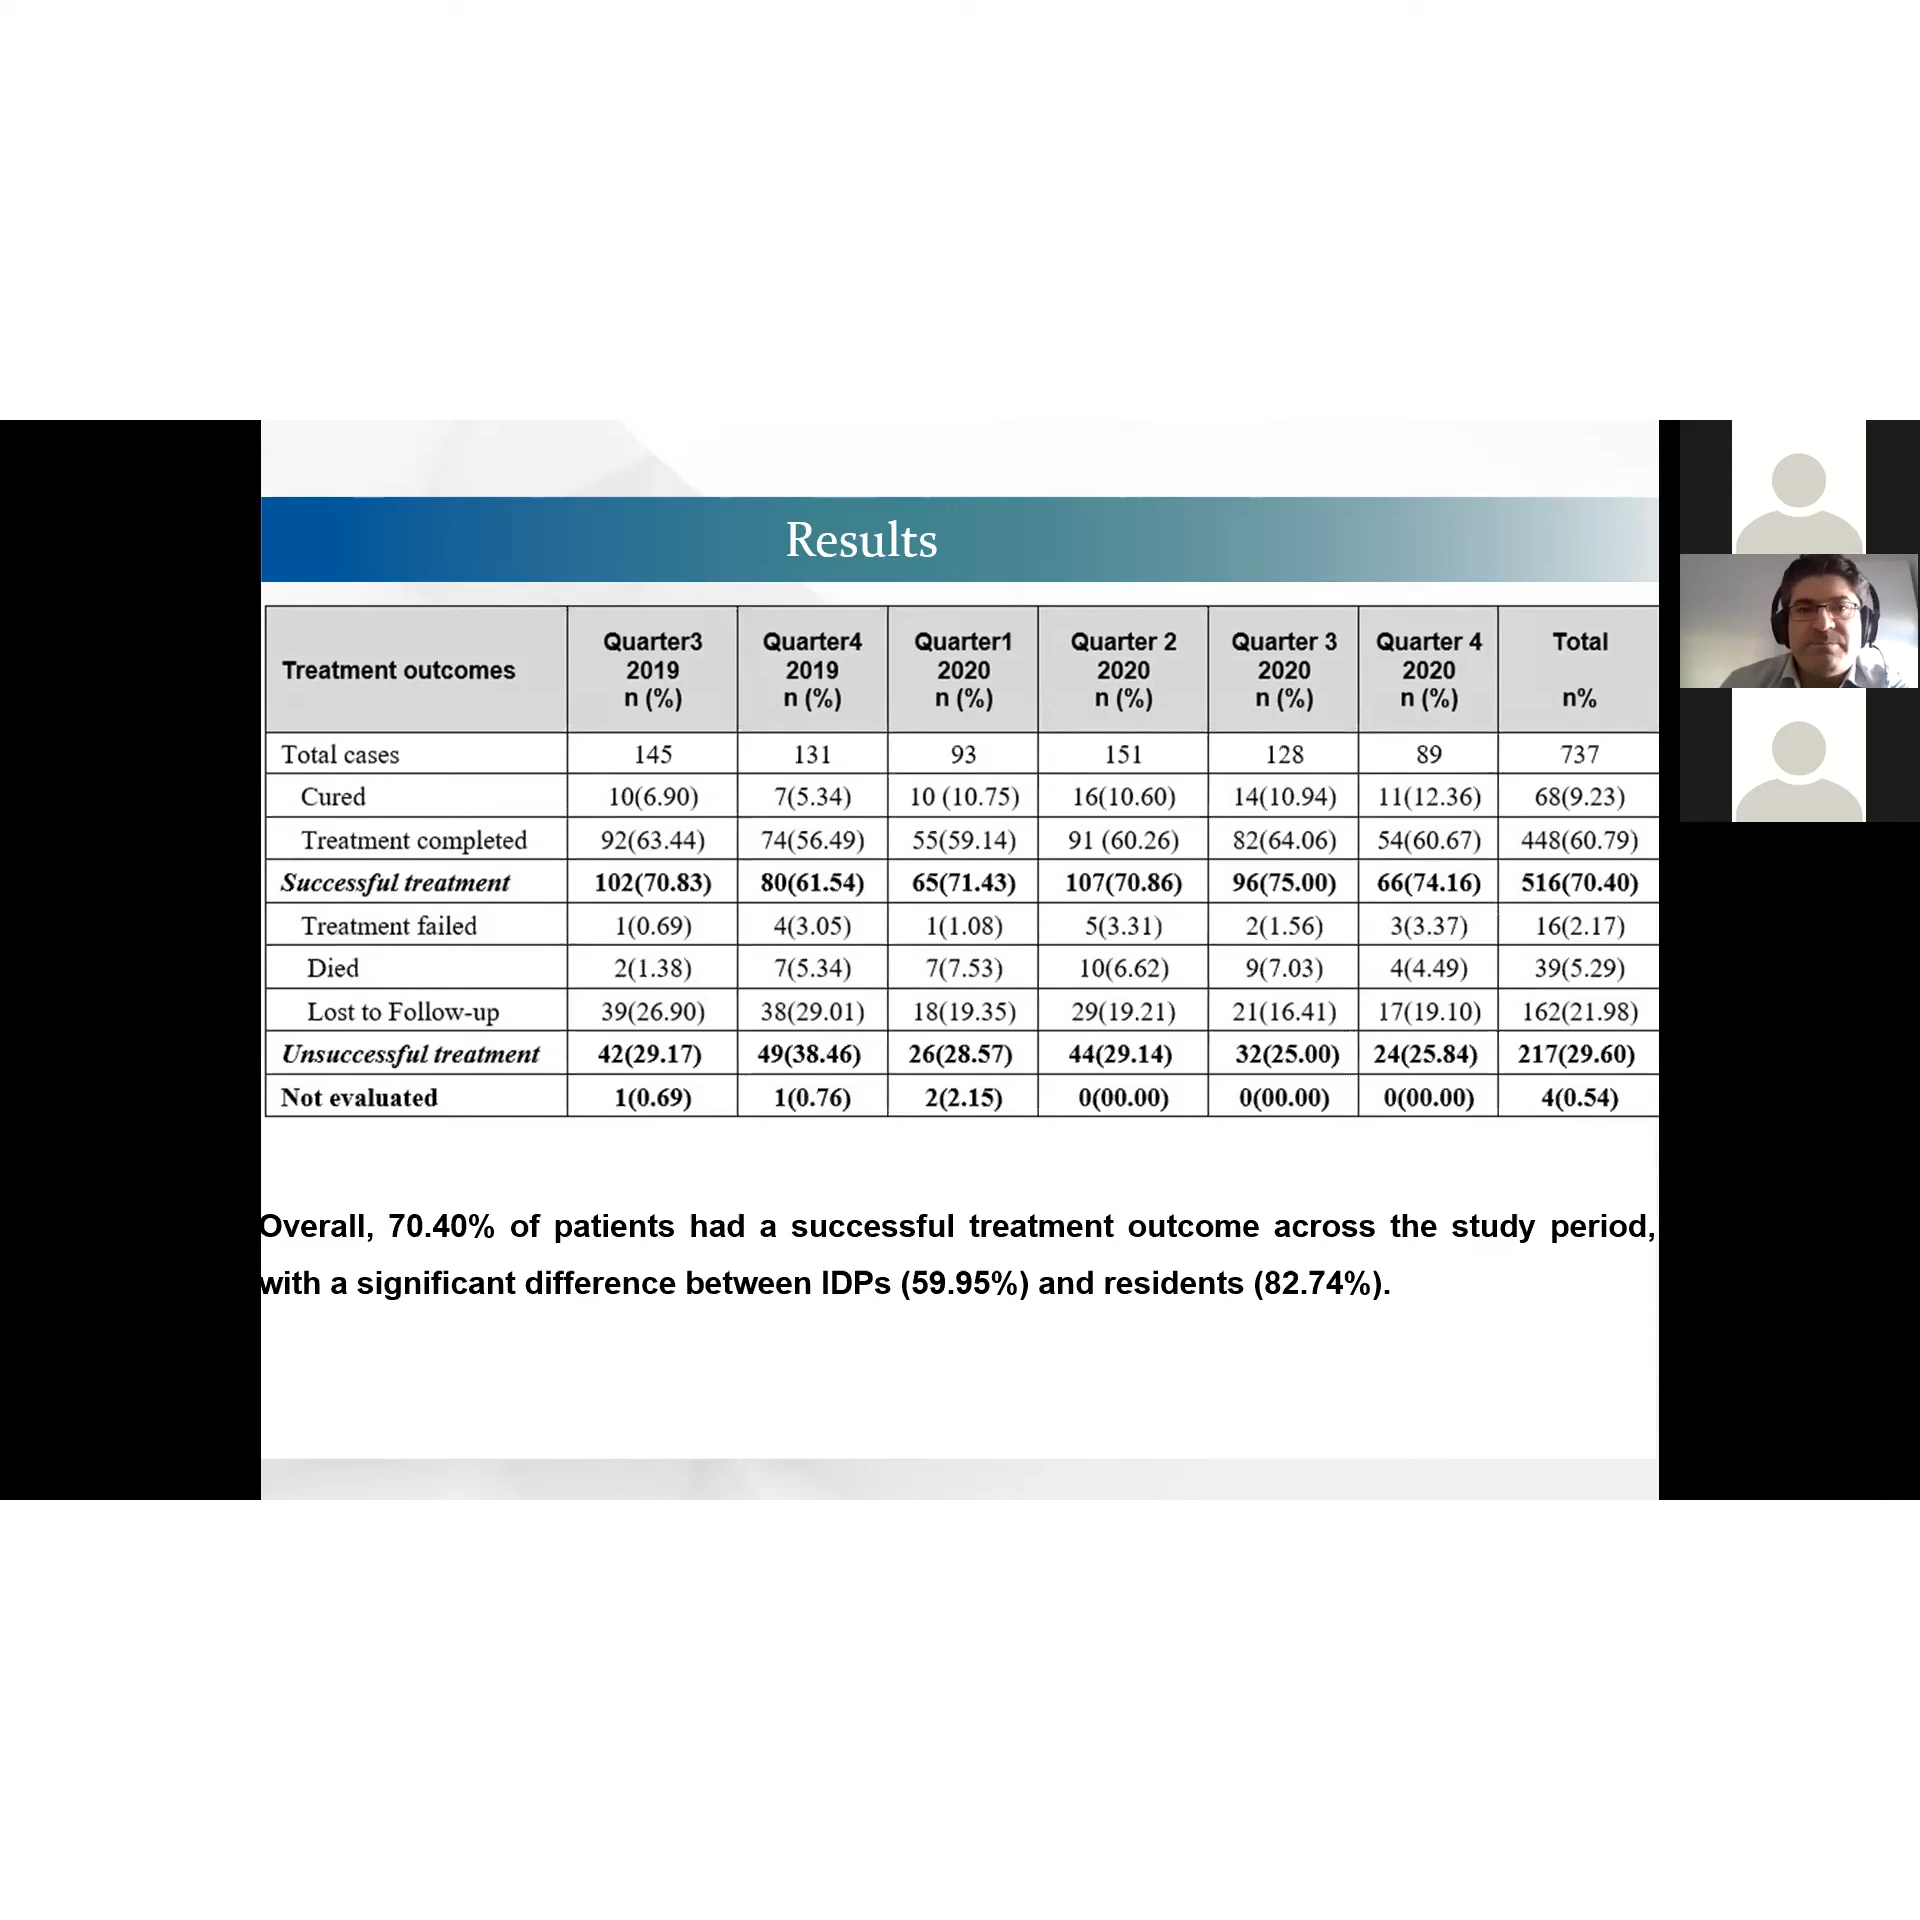 Results
Treatment outcomes Quarter3 2019 n (%) Quarter4 2019 n (%) Quarter1 2020 n (%) Quarter 2 2020 n (%) Quarter 3 2020 n (%) Quarter 4 2020 n (%) Total n%
Total cases 145 131 93 151 128 89 737
Cured 10(6.90) 7(5.34) 10 (10.75) 16(10.60) 14(10.94) 11(12.36) 68(9.23)
Treatment completed 92(63.44) 74(56.49) 55(59.14) 91 (60.26) 82(64.06) 54(60.67) 448(60.79)
Successful treatment 102(70.83) 80(61.54) 65(71.43) 107(70.86) 96(75.00) 66(74.16) 516(70.40)
Treatment failed 1(0.69) 4(3.05) 1(1.08) 5(3.31) 2(1.56) 3(3.37) 16(2.17)
Died 2(1.38) 7(5.34) 7(7.53) 10(6.62) 9(7.03) 4(4.49) 39(5.29)
Lost to Follow-up 39(26.90) 38(29.01) 18(19.35) 29(19.21) 21(16.41) 17(19.10) 162(21.98)
Unsuccessful treatment 42(29.17) 49(38.46) 26(28.57) 44(29.14) 32(25.00) 24(25.84) 217(29.60)
Not evaluated 1(0.69) 1(0.76) 2(2.15) 0(00.00) 0(00.00) 0(00.00) 4(0.54)
Overall, 70.40% of patients had a successful treatment outcome across the study period,
with a significant difference between IDPs (59.95%) and residents (82.74%).